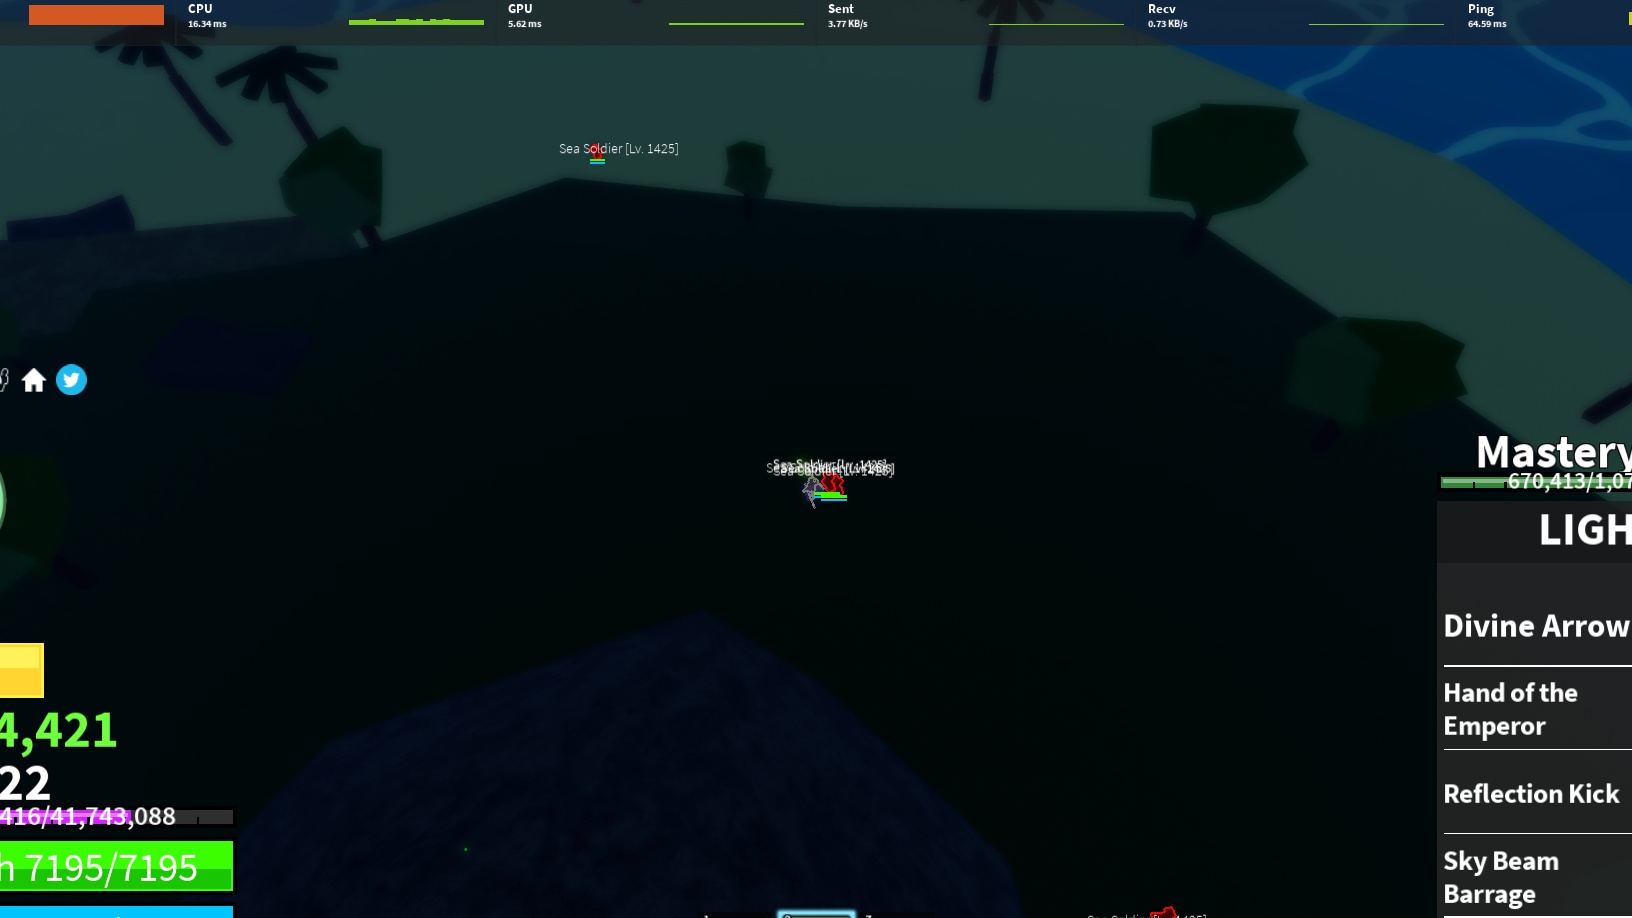 CPU
16.34 ms
GPU
5.62 ms
Sent
3.77 KB/s
Recv
0.73 KB/s
Ping
64.59 ms
Sea Soldier [Lv. 1425]
Mastery
670,413/1,07
LIGH
Divine Arrow
Hand of the
Emperor
Reflection Kick
Sky Beam
Barrage
4,421
22
416/41,743,088
h 7195/7195